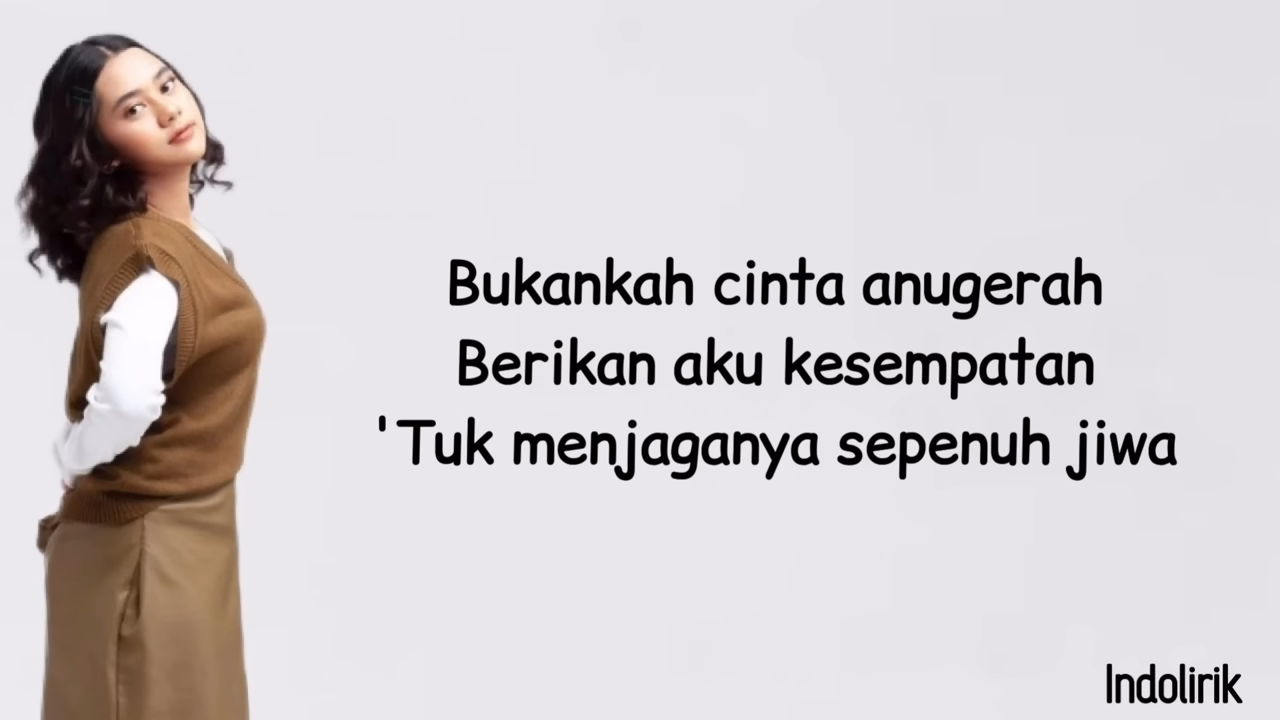 Bukankah cinta anugerah
Berikan aku kesempatan
'Tuk menjaganya sepenuh jiwa
Indolirik